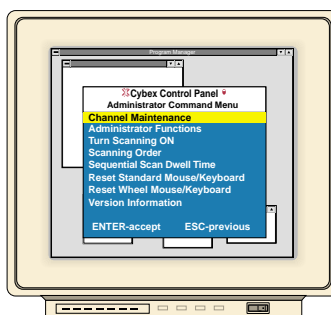 Program Manager
Cybex Control Panel
Administrator Command Menu
Channel Maintenance
Administrator Functions
Turn Scanning ON
Scanning Order
Sequential Scan Dwell Time
Reset Standard Mouse/Keyboard
Reset Wheel Mouse/Keyboard
Version Information
ENTER-accept ESC-previous